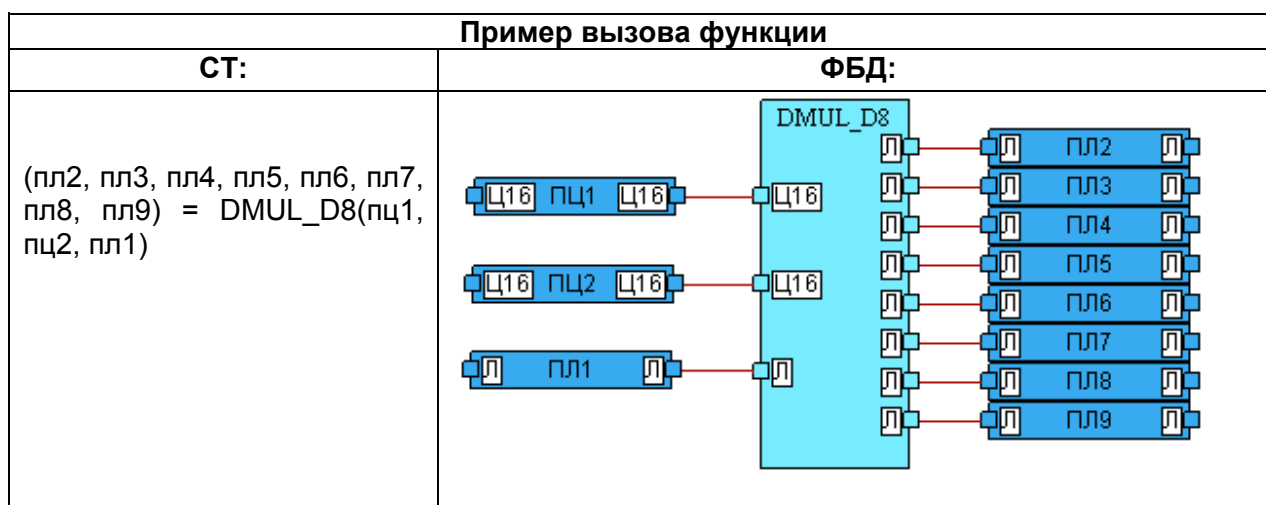 Пример вызова функции
СТ: ФБД:
(пл2, пл3, пл4, пл5, пл6, пл7,
пл8, пл9) = DMUL_D8(пц1,
пц2, пл1)
DMUL_D8
Л Л ПЛ2 Л
Л Л ПЛ3 Л
Ц16 ПЦ1 Ц16 Ц16
Л Л ПЛ4 Л
Л Л ПЛ5 Л
Ц16 ПЦ2 Ц16 Ц16
Л Л ПЛ6 Л
Л Л ПЛ7 Л
Л ПЛ1 Л Л
Л Л ПЛ8 Л
Л Л ПЛ9 Л